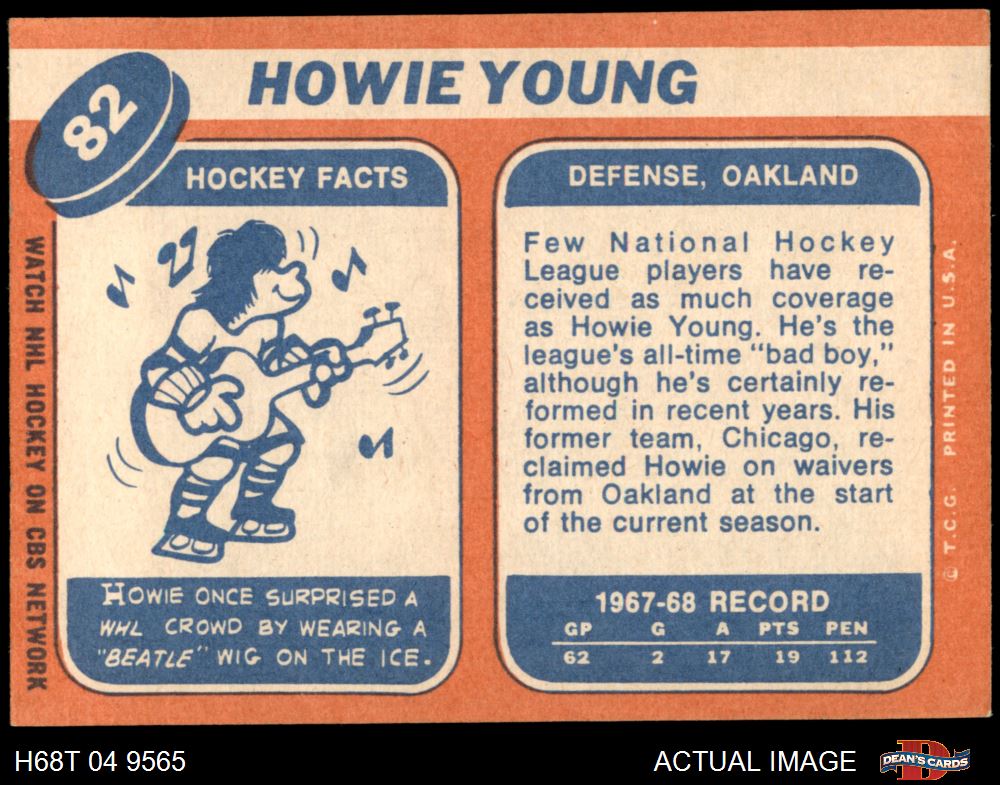 82
HOWIE YOUNG
HOCKEY FACTS
HOWIE ONCE SURPRISED A
WHL CROWD BY WEARING A
"BEATLE" WIG ON THE ICE.
DEFENSE, OAKLAND
Few National Hockey
League players have re-
ceived as much coverage
as Howie Young. He's the
league's all-time "bad boy,"
although he's certainly re-
formed in recent years. His
former team, Chicago, re-
claimed Howie on waivers
from Oakland at the start
of the current season.
1967-68 RECORD
GP G A PTS PEN
62 2 17 19 112
WATCH NHL HOCKEY ON CBS NETWORK
© T.C.G. PRINTED IN U.S.A.
H68T 04 9565
ACTUAL IMAGE
D
DEAN'S CARDS